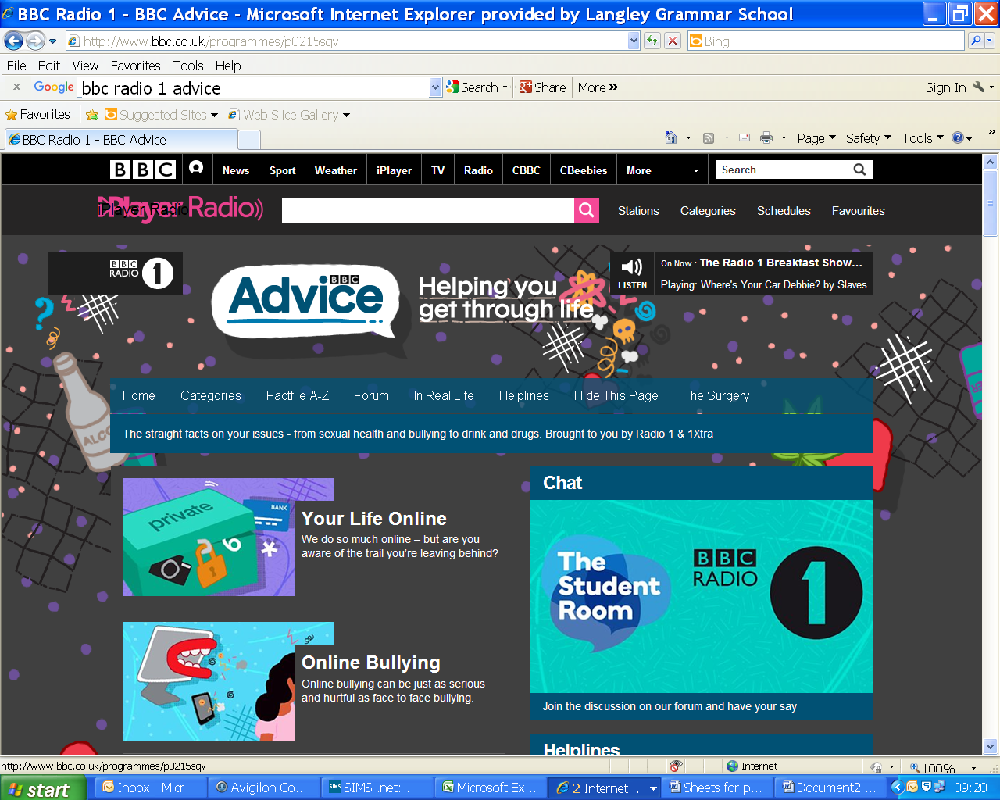 BBC Radio 1 - BBC Advice - Microsoft Internet Explorer provided by Langley Grammar School
http://www.bbc.co.uk/programmes/p0215sqv
Bing
File Edit View Favorites Tools Help
x Google bbc radio 1 advice Search Share More » Sign In
Favorites Suggested Sites Web Slice Gallery
BBC Radio 1 - BBC Advice Page Safety Tools »
BBC News Sport Weather iPlayer TV Radio CBBC CBeebies More Search
iPlayer Radio iPlayer Radio Stations Categories Schedules Favourites
BBC RADIO 1
BBC Advice
Helping you
get through life
LISTEN
On Now : The Radio 1 Breakfast Show...
Playing: Where's Your Car Debbie? by Slaves
Home Categories Factfile A-Z Forum In Real Life Helplines Hide This Page The Surgery
The straight facts on your issues - from sexual health and bullying to drink and drugs. Brought to you by Radio 1 & 1Xtra
private
BANK
6 *
Your Life Online
We do so much online – but are you
aware of the trail you're leaving behind?
Online Bullying
Online bullying can be just as serious
and hurtful as face to face bullying.
Chat
The
Student
Room
BBC
RADIO
1
Join the discussion on our forum and have your say
Helplines
http://www.bbc.co.uk/programmes/p0215sqv Internet 100%
start Inbox - Micr... Avigilon Co... SIMS .net: ... Microsoft Ex... 2 Internet... Sheets for p... Document2 ... 09:20